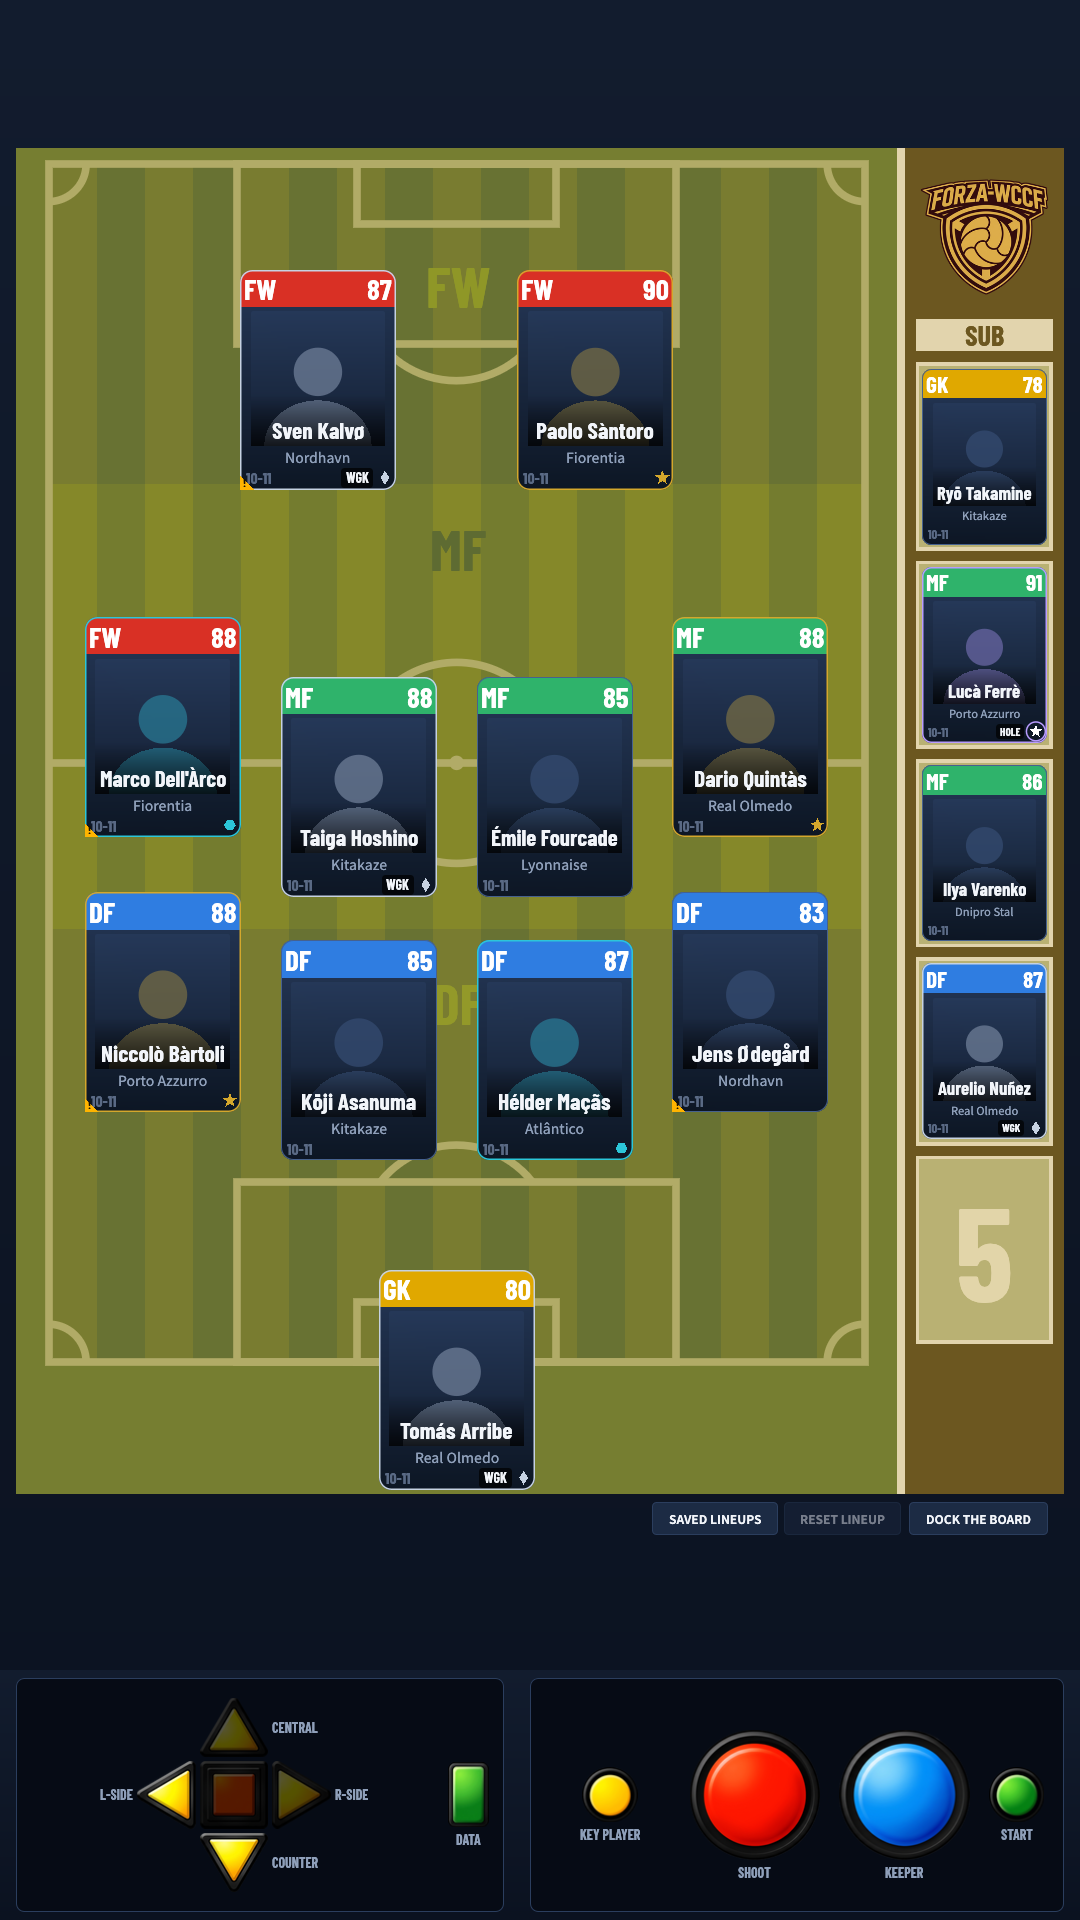 FORZA-WCCF
SUB
FW
MF
DF
FW 87
Sven Kalvø
Nordhavn
10-11 WGK
FW 90
Paolo Sàntoro
Fiorentia
10-11
FW 88
Marco Dell'Àrco
Fiorentia
10-11
MF 88
Taiga Hoshino
Kitakaze
10-11 WGK
MF 85
Émile Fourcade
Lyonnaise
10-11
MF 88
Dario Quintàs
Real Olmedo
10-11
DF 88
Niccolò Bàrtoli
Porto Azzurro
10-11
DF 85
Kōji Asanuma
Kitakaze
10-11
DF 87
Hélder Maçãs
Atlântico
10-11
DF 83
Jens Ødegård
Nordhavn
10-11
GK 80
Tomás Arribe
Real Olmedo
10-11 WGK
GK 78
Ryō Takamine
Kitakaze
10-11
MF 91
Lucà Ferrè
Porto Azzurro
10-11 HOLE
MF 86
Ilya Varenko
Dnipro Stal
10-11
DF 87
Aurelio Nuñez
Real Olmedo
10-11 WGK
5
SAVED LINEUPS
RESET LINEUP
DOCK THE BOARD
CENTRAL
L-SIDE
R-SIDE
COUNTER
DATA
KEY PLAYER
SHOOT
KEEPER
START